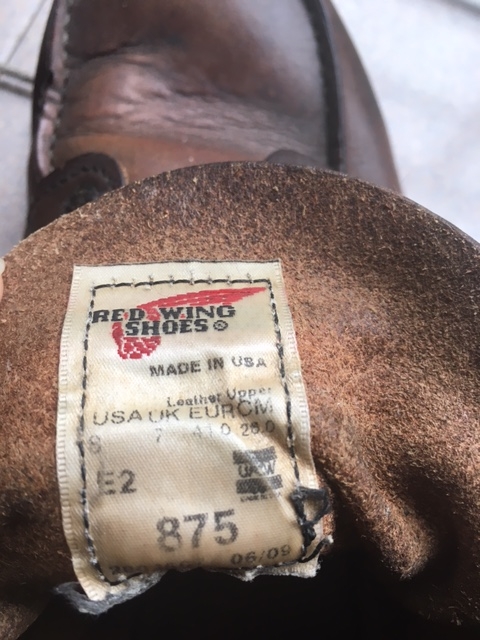 RED WING
SHOES®
MADE IN USA
Leather Upper
USA UK EUR CM
8 7 41.0 26.0
E2
875
06/09